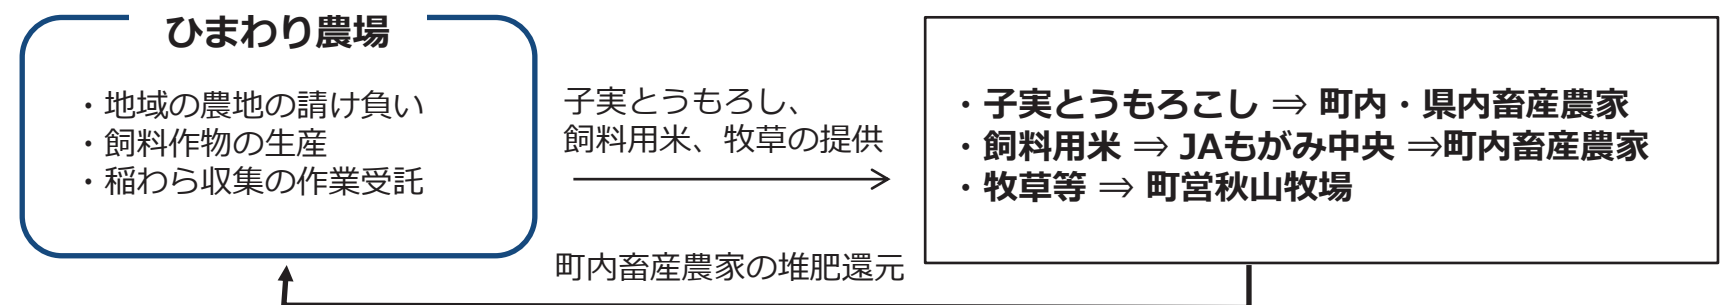 ひまわり農場
・地域の農地の請け負い
・飼料作物の生産
・稲わら収集の作業受託
子実とうもろし、
飼料用米、牧草の提供
・子実とうもろこし ⇒ 町内・県内畜産農家
・飼料用米 ⇒ JAもがみ中央 ⇒町内畜産農家
・牧草等 ⇒ 町営秋山牧場
町内畜産農家の堆肥還元